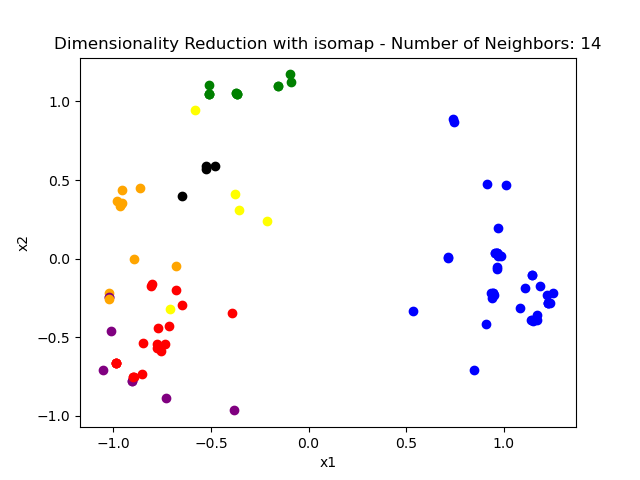 Dimensionality Reduction with isomap - Number of Neighbors: 14
1.0
0.5
0.0
−0.5
−1.0
x2
−1.0 −0.5 0.0 0.5 1.0
x1